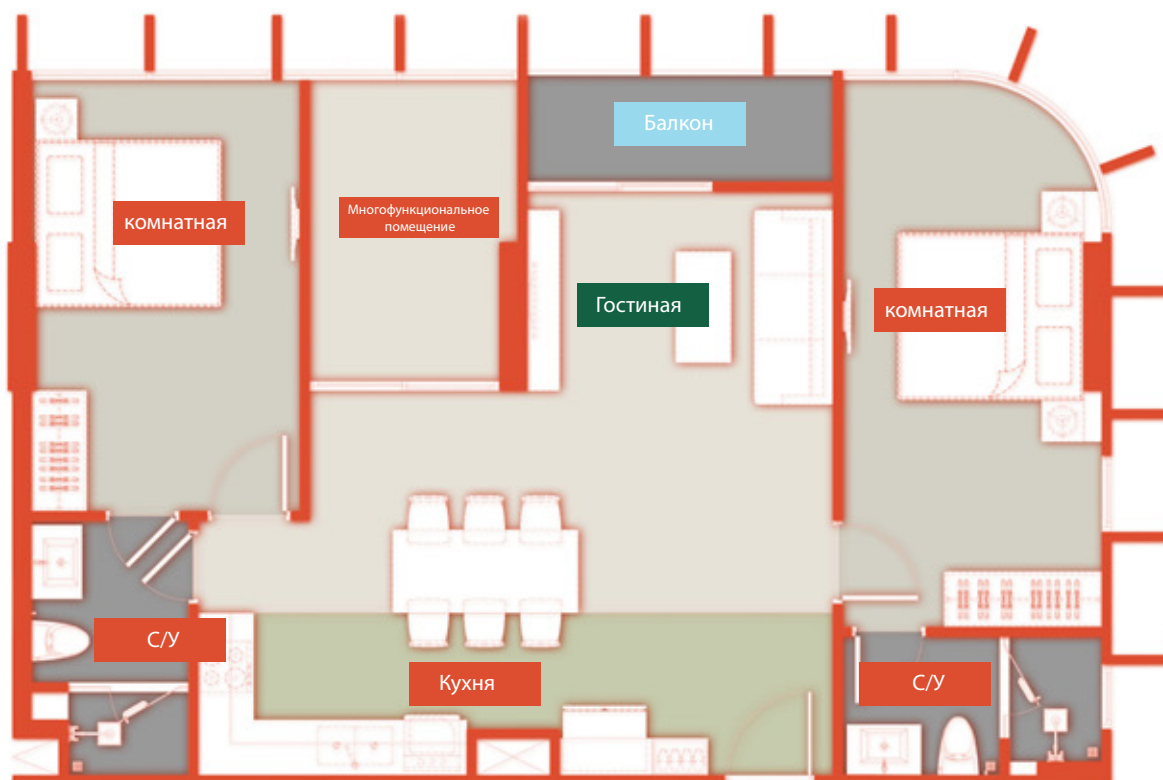 Балкон
комнатная
Многофункциональное
помещение
Гостиная
комнатная
С/У
Кухня
С/У